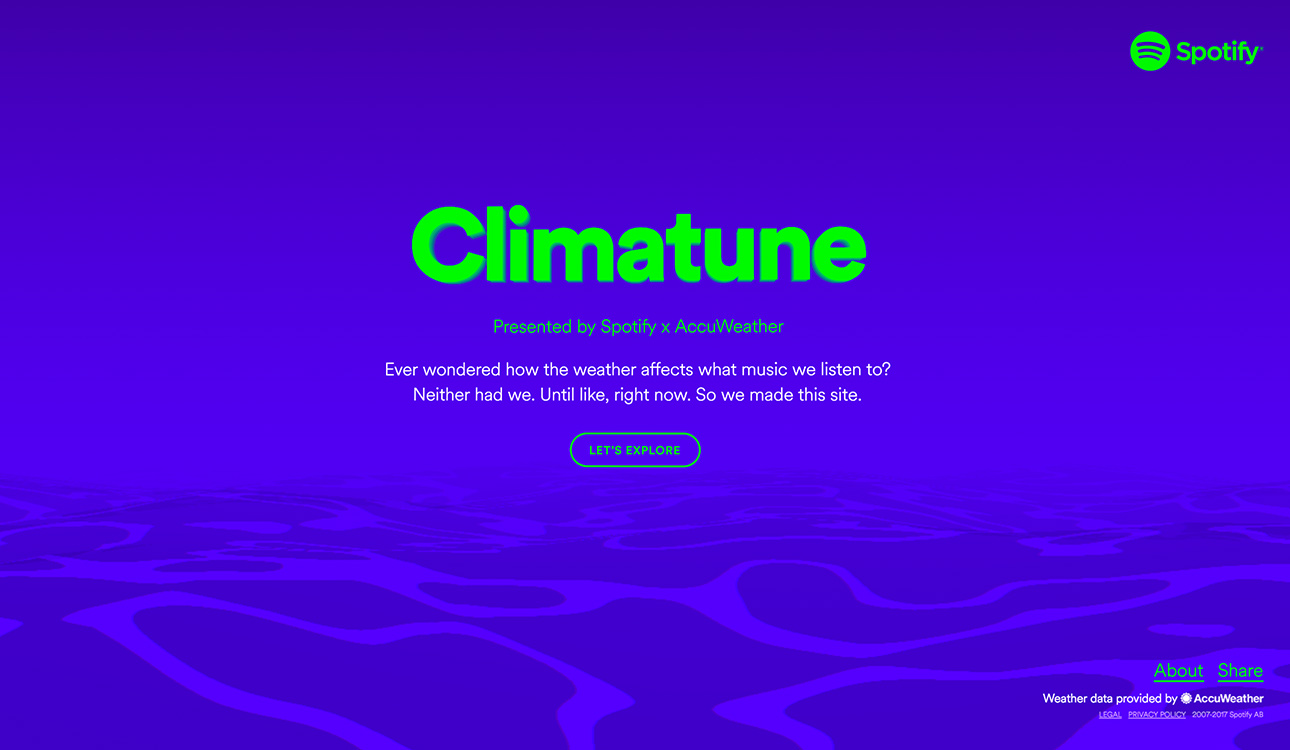 Spotify
Climatune
Presented by Spotify x AccuWeather
Ever wondered how the weather affects what music we listen to?
Neither had we. Until like, right now. So we made this site.
LET'S EXPLORE
About Share
Weather data provided by AccuWeather
LEGAL PRIVACY POLICY 2007-2017 Spotify AB